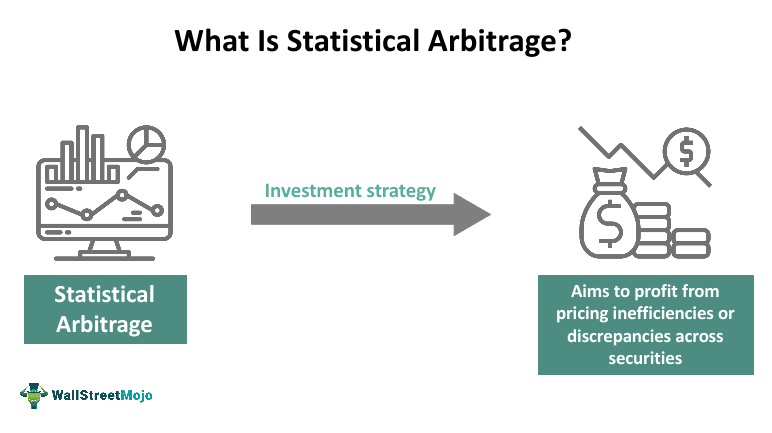 What Is Statistical Arbitrage?
Investment strategy
$
$
Statistical
Arbitrage
Aims to profit from
pricing inefficiencies or
discrepancies across
securities
WallStreetMojo